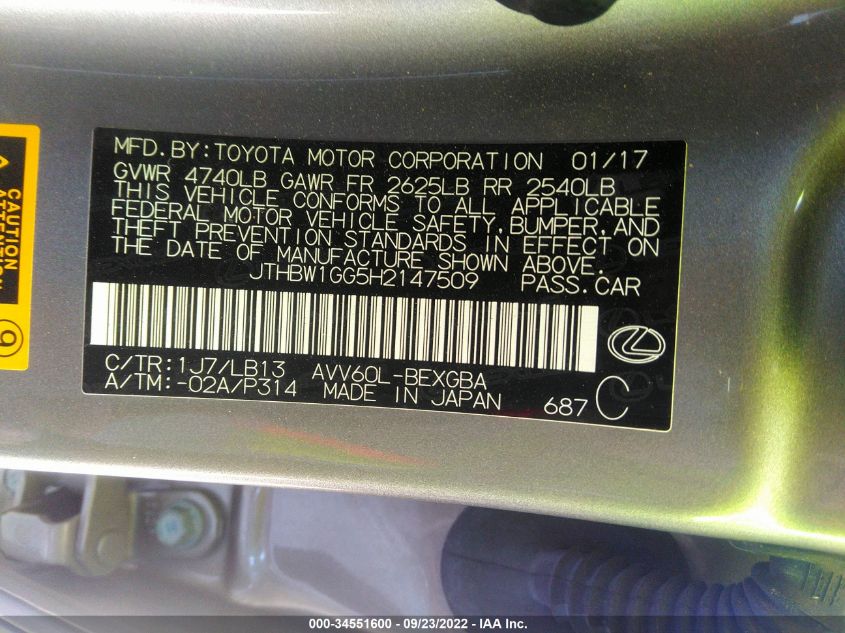 MFD.BY:TOYOTA MOTOR CORPORATION 01/17
GVWR 4740LB GAWR FR 2625LB RR 2540LB
THIS VEHICLE CONFORMS TO ALL APPLICABLE
FEDERAL MOTOR VEHICLE SAFETY,BUMPER,AND
THEFT PREVENTION STANDARDS IN EFFECT ON
THE DATE OF MANUFACTURE SHOWN ABOVE.
JTHBW1GG5H2147509 PASS.CAR
C/TR:1J7/LB13 AVV60L-BEXGBA
A/TM:-02A/P314 MADE IN JAPAN 687 C
CAUTION
ATTENTION
9
000-34551600 - 09/23/2022 - IAA Inc.